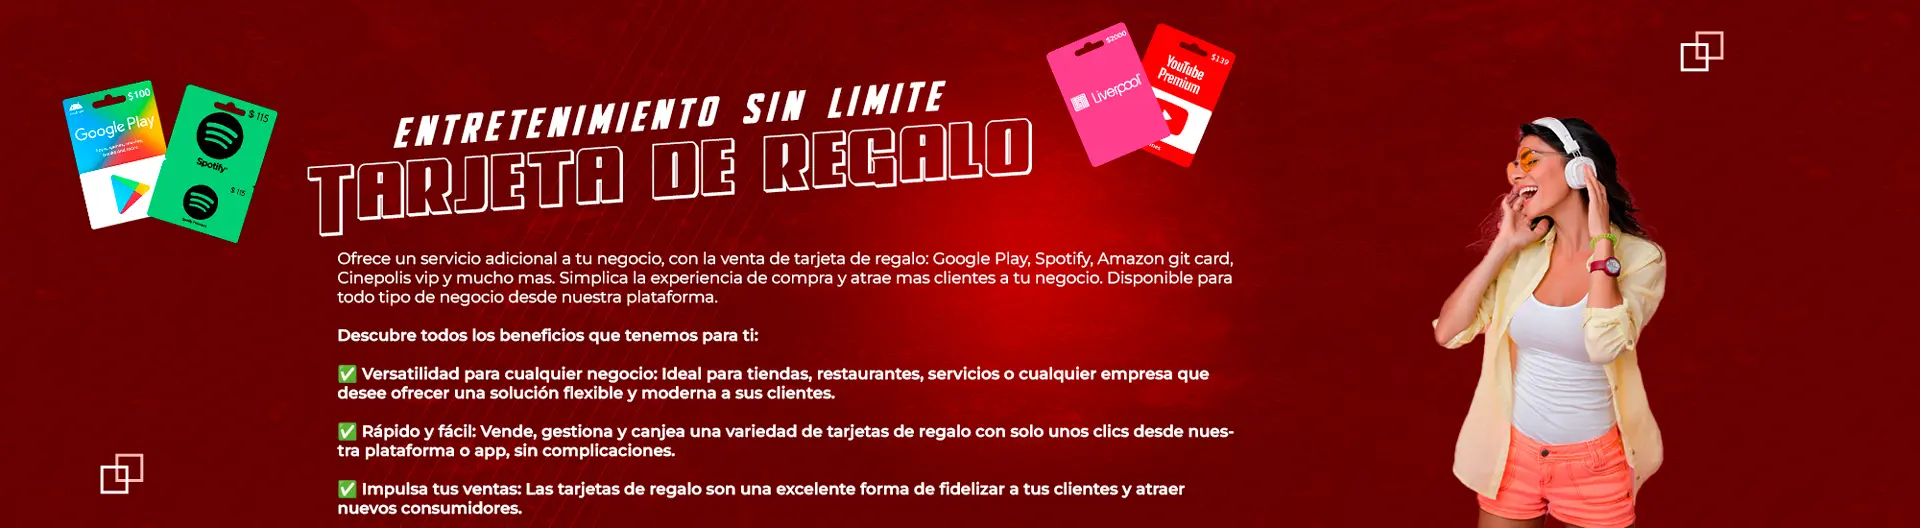 $100
Google Play
$115
Spotify
$115
ENTRETENIMIENTO SIN LIMITE
TARJETA DE REGALO
$2000
Liverpool
$139
YouTube
Premium
Ofrece un servicio adicional a tu negocio, con la venta de tarjeta de regalo: Google Play, Spotify, Amazon git card,
Cinepolis vip y mucho mas. Simplica la experiencia de compra y atrae mas clientes a tu negocio. Disponible para
todo tipo de negocio desde nuestra plataforma.
Descubre todos los beneficios que tenemos para ti:
✅ Versatilidad para cualquier negocio: Ideal para tiendas, restaurantes, servicios o cualquier empresa que
desee ofrecer una solución flexible y moderna a sus clientes.
✅ Rápido y fácil: Vende, gestiona y canjea una variedad de tarjetas de regalo con solo unos clics desde nues-
tra plataforma o app, sin complicaciones.
✅ Impulsa tus ventas: Las tarjetas de regalo son una excelente forma de fidelizar a tus clientes y atraer
nuevos consumidores.